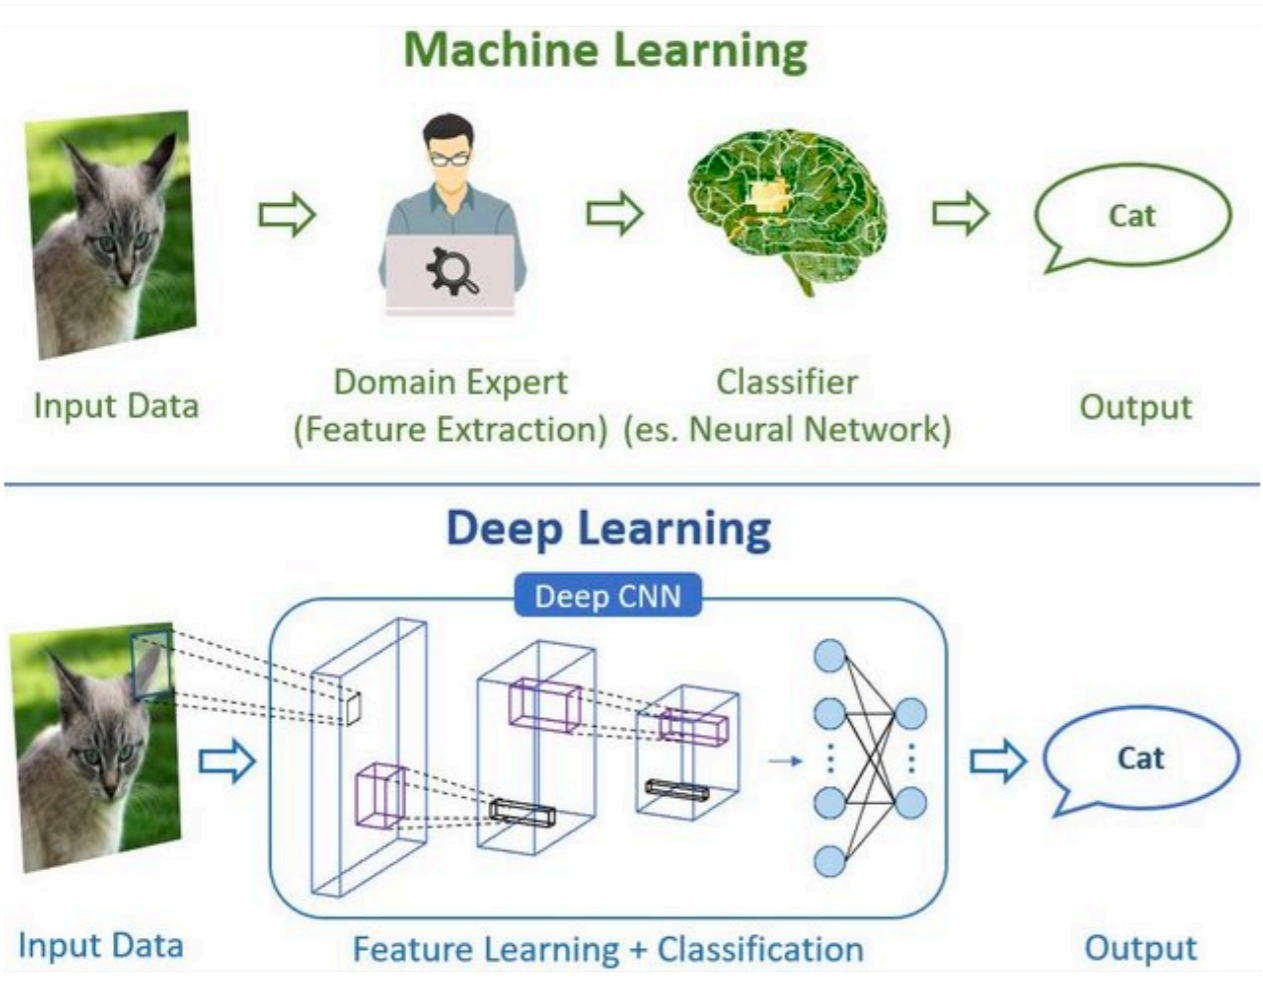 Machine Learning
Cat
Input Data
Domain Expert
(Feature Extraction)
Classifier
(es. Neural Network)
Output
Deep Learning
Deep CNN
Cat
Input Data
Feature Learning + Classification
Output